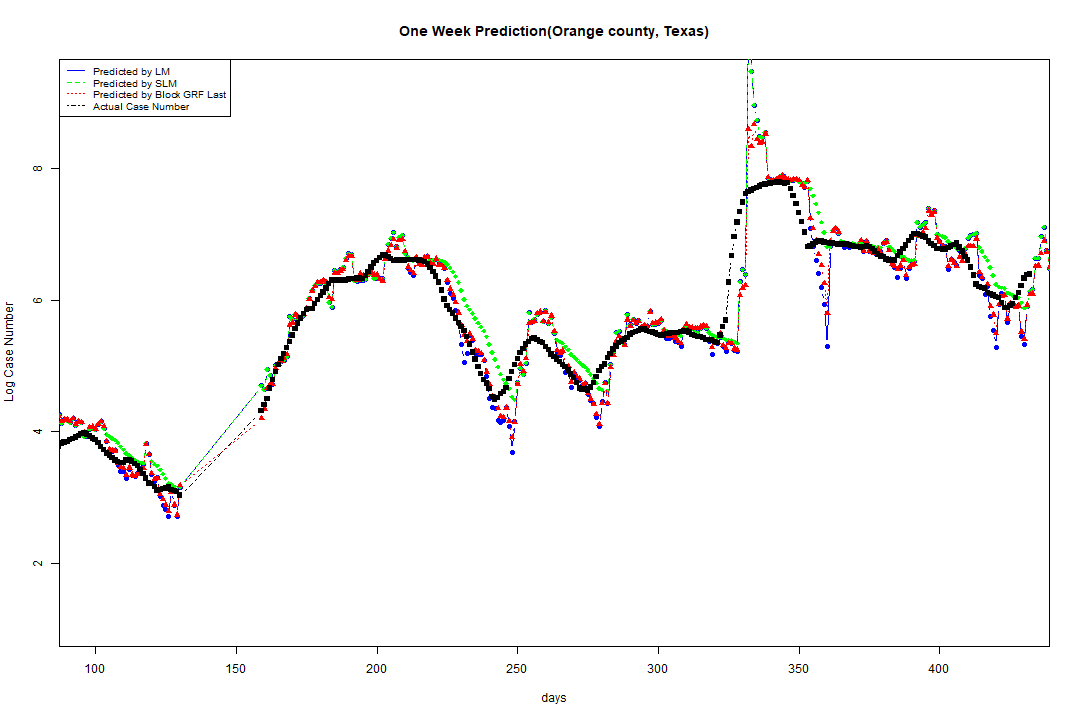 One Week Prediction(Orange county, Texas)
Predicted by LM
Predicted by SLM
Predicted by Block GRF Last
Actual Case Number
8
6
4
2
Log Case Number
100 150 200 250 300 350 400
days